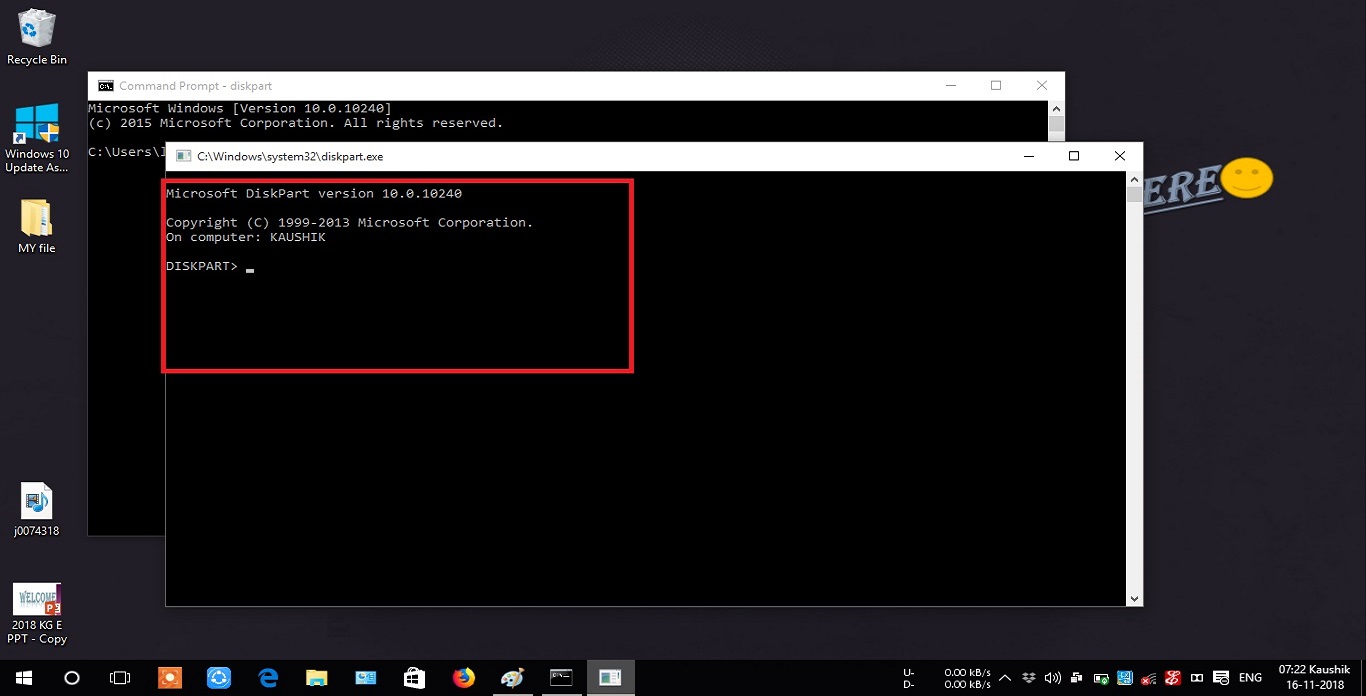 Recycle Bin
Windows 10
Update As...
MY file
j0074318
WELCOME
2018 KG E
PPT - Copy
Command Prompt - diskpart
Microsoft Windows [Version 10.0.10240]
(c) 2015 Microsoft Corporation. All rights reserved.
C:\Users\
C:\Windows\system32\diskpart.exe
Microsoft DiskPart version 10.0.10240
Copyright (C) 1999-2013 Microsoft Corporation.
On computer: KAUSHIK
DISKPART>
ERE
U- 0.00 kB/s
D- 0.00 kB/s
ENG
07:22 Kaushik
16-11-2018